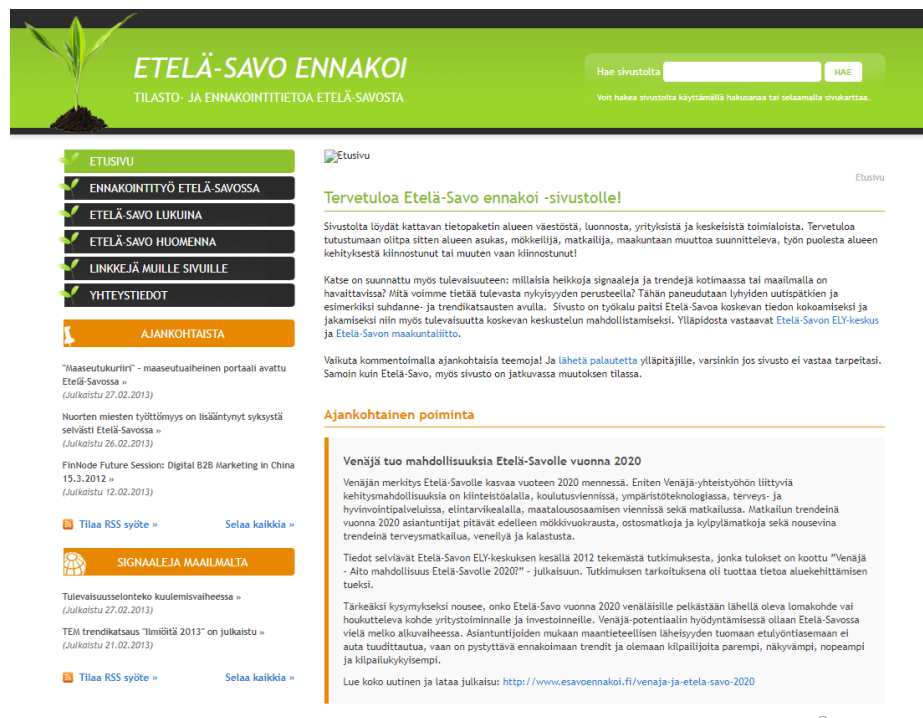 ETELÄ-SAVO ENNAKOI
TILASTO- JA ENNAKOINTITIETOA ETELÄ-SAVOSTA
Hae sivustolta
HAE
Voit hakea sivustolta käyttämällä hakusanaa tai selaamalla sivukarttaa.
ETUSIVU
ENNAKOINTITYÖ ETELÄ-SAVOSSA
ETELÄ-SAVO LUKUINA
ETELÄ-SAVO HUOMENNA
LINKKEJÄ MUILLE SIVUILLE
YHTEYSTIEDOT
AJANKOHTAISTA
"Maaseutukuriiri" - maaseutuaiheinen portaali avattu
Etelä-Savossa »
(Julkaistu 27.02.2013)
Nuorten miesten työttömyys on lisääntynyt syksystä
selvästi Etelä-Savossa »
(Julkaistu 26.02.2013)
FinNode Future Session: Digital B2B Marketing in China
15.3.2012 »
(Julkaistu 12.02.2013)
Tilaa RSS syöte » Selaa kaikkia »
SIGNAALEJA MAAILMALTA
Tulevaisuusselonteko kuulemisvaiheessa »
(Julkaistu 27.02.2013)
TEM trendikatsaus "Ilmiöitä 2013" on julkaistu »
(Julkaistu 21.02.2013)
Tilaa RSS syöte » Selaa kaikkia »
Etusivu
Etusivu
Tervetuloa Etelä-Savo ennakoi -sivustolle!
Sivustolta löydät kattavan tietopaketin alueen väestöstä, luonnosta, yrityksistä ja keskeisistä toimialoista. Tervetuloa
tutustumaan olitpa sitten alueen asukas, mökkeilijä, matkailija, maakuntaan muuttoa suunnitteleva, työn puolesta alueen
kehityksestä kiinnostunut tai muuten vaan kiinnostunut!
Katse on suunnattu myös tulevaisuuteen: millaisia heikkoja signaaleja ja trendejä kotimaassa tai maailmalla on
havaittavissa? Mitä voimme tietää tulevasta nykyisyyden perusteella? Tähän paneudutaan lyhyiden uutispätkien ja
esimerkiksi suhdanne- ja trendikatsausten avulla. Sivusto on työkalu paitsi Etelä-Savoa koskevan tiedon kokoamiseksi ja
jakamiseksi niin myös tulevaisuutta koskevan keskustelun mahdollistamiseksi. Ylläpidosta vastaavat Etelä-Savon ELY-keskus
ja Etelä-Savon maakuntaliitto.
Vaikuta kommentoimalla ajankohtaisia teemoja! Ja lähetä palautetta ylläpitäjille, varsinkin jos sivusto ei vastaa tarpeitasi.
Samoin kuin Etelä-Savo, myös sivusto on jatkuvassa muutoksen tilassa.
Ajankohtainen poiminta
Venäjä tuo mahdollisuuksia Etelä-Savolle vuonna 2020
Venäjän merkitys Etelä-Savolle kasvaa vuoteen 2020 mennessä. Eniten Venäjä-yhteistyöhön liittyviä
kehitysmahdollisuuksia on kiinteistöalalla, koulutusviennissä, ympäristöteknologiassa, terveys- ja
hyvinvointipalveluissa, elintarvikealalla, maatalousosaamisen viennissä sekä matkailussa. Matkailun trendeinä
vuonna 2020 asiantuntijat pitävät edelleen mökkivuokrausta, ostosmatkoja ja kylpylämatkoja sekä nousevina
trendeinä terveysmatkailua, veneilyä ja kalastusta.
Tiedot selviävät Etelä-Savon ELY-keskuksen kesällä 2012 tekemästä tutkimuksesta, jonka tulokset on koottu "Venäjä
- Aito mahdollisuus Etelä-Savolle 2020?" - julkaisuun. Tutkimuksen tarkoituksena oli tuottaa tietoa aluekehittämisen
tueksi.
Tärkeäksi kysymykseksi nousee, onko Etelä-Savo vuonna 2020 venäläisille pelkästään lähellä oleva lomakohde vai
houkutteleva kohde yritystoiminnalle ja investoinneille. Venäjä-potentiaalin hyödyntämisessä ollaan Etelä-Savossa
vielä melko alkuvaiheessa. Asiantuntijoiden mukaan maantieteellisen läheisyyden tuomaan etulyöntiasemaan ei
auta tuudittautua, vaan on pystyttävä ennakoimaan trendit ja olemaan kilpailijoita parempi, näkyvämpi, nopeampi
ja kilpailukykyisempi.
Lue koko uutinen ja lataa julkaisu: http://www.esavoennakoi.fi/venaja-ja-etela-savo-2020